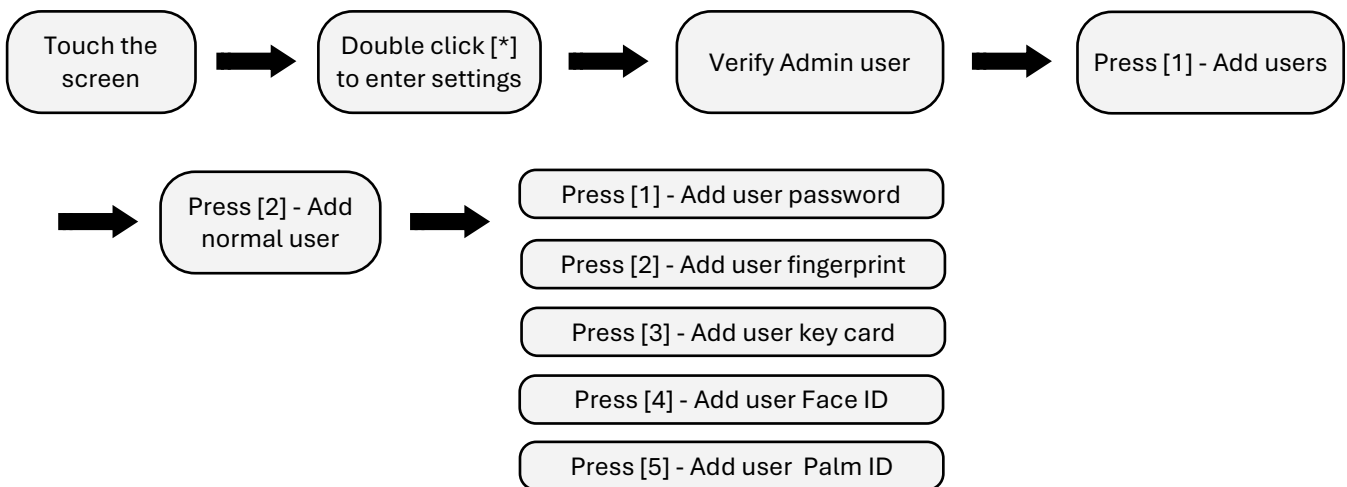 Touch the
screen
Double click [*]
to enter settings
Verify Admin user
Press [1] - Add users
Press [2] - Add
normal user
Press [1] - Add user password
Press [2] - Add user fingerprint
Press [3] - Add user key card
Press [4] - Add user Face ID
Press [5] - Add user  Palm ID